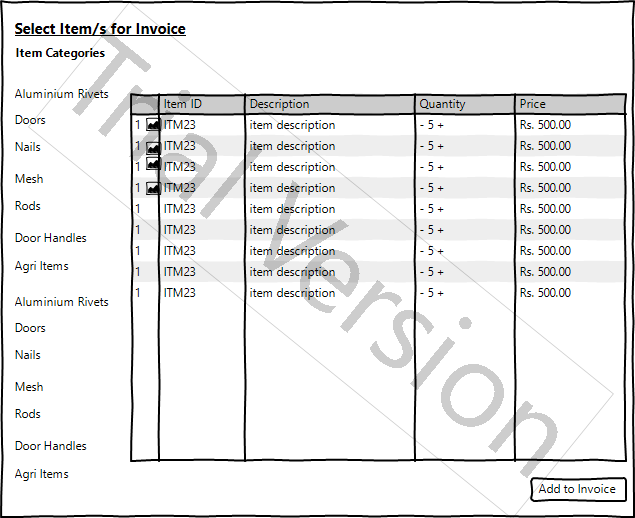 Select Item/s for Invoice
Item Categories
Aluminium Rivets
Doors
Nails
Mesh
Rods
Door Handles
Agri Items
Aluminium Rivets
Doors
Nails
Mesh
Rods
Door Handles
Agri Items
Item ID Description Quantity Price
1 ITM23 item description - 5 + Rs. 500.00
1 ITM23 item description - 5 + Rs. 500.00
1 ITM23 item description - 5 + Rs. 500.00
1 ITM23 item description - 5 + Rs. 500.00
1 ITM23 item description - 5 + Rs. 500.00
1 ITM23 item description - 5 + Rs. 500.00
1 ITM23 item description - 5 + Rs. 500.00
1 ITM23 item description - 5 + Rs. 500.00
1 ITM23 item description - 5 + Rs. 500.00
Add to Invoice
Trial Version